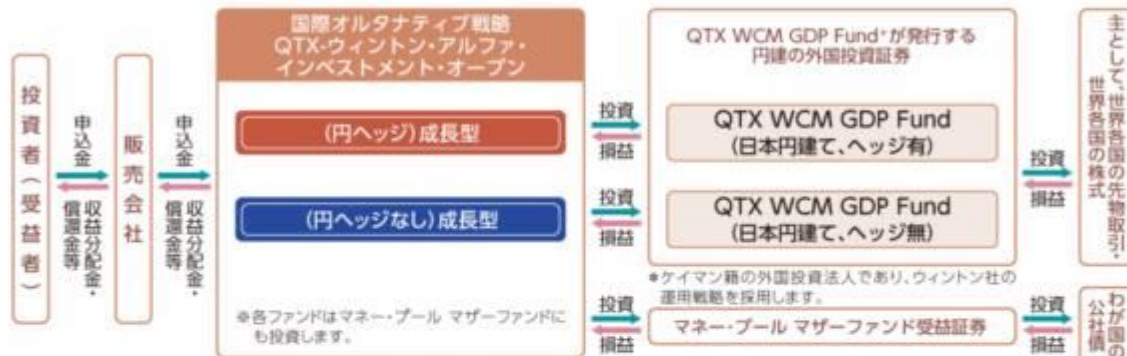 投資者(受益者)
申込金
収益分配金・
償還金等
販売会社
申込金
収益分配金・
償還金等
国際オルタナティブ戦略
QTX-ウィントン・アルファ・
インベストメント・オープン
(円ヘッジ)成長型
(円ヘッジなし)成長型
※各ファンドはマネー・プール マザーファンドに
も投資します。
投資
損益
投資
損益
投資
損益
QTX WCM GDP Fund*が発行する
円建の外国投資証券
QTX WCM GDP Fund
(日本円建て、ヘッジ有)
QTX WCM GDP Fund
(日本円建て、ヘッジ無)
*ケイマン籍の外国投資法人であり、ウィントン社の
運用戦略を採用します。
マネー・プール マザーファンド受益証券
投資
損益
投資
損益
主として、世界各国の先物取引・
世界各国の株式
わが国の
公社債